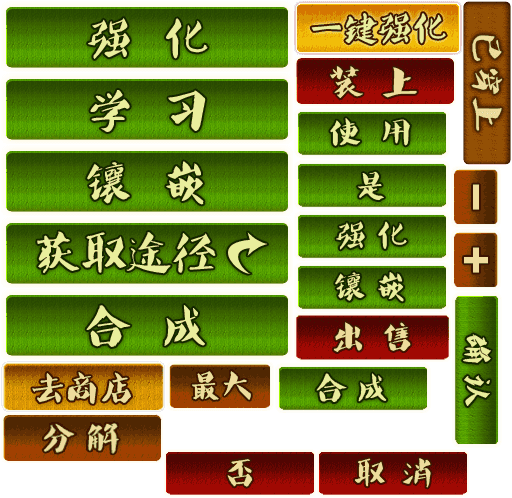 强化
学习
镶嵌
获取途径
合成
去商店
分解
最大
一键强化
装上
使用
是
强化
镶嵌
出售
合成
否
取消
已穿上
-
+
确认